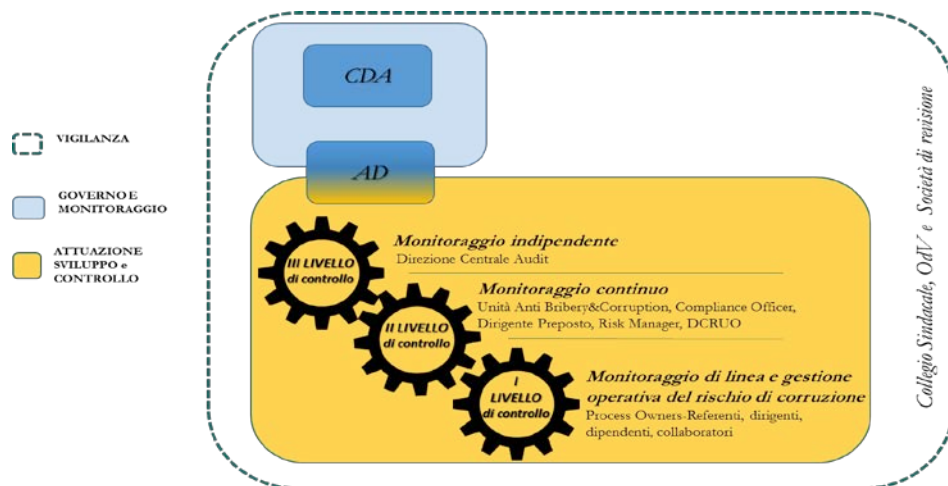 VIGILANZA
GOVERNO E
MONITORAGGIO
ATTUAZIONE
SVILUPPO e
CONTROLLO
CDA
AD
III LIVELLO
di controllo
Monitoraggio indipendente
Direzione Centrale Audit
II LIVELLO
di controllo
Monitoraggio continuo
Unità Anti Bribery&Corruption, Compliance Officer,
Dirigente Preposto, Risk Manager, DCRUO
I
LIVELLO
di controllo
Monitoraggio di linea e gestione
operativa del rischio di corruzione
Process Owners-Referenti, dirigenti,
dipendenti, collaboratori
Collegio Sindacale, OdV e Società di revisione